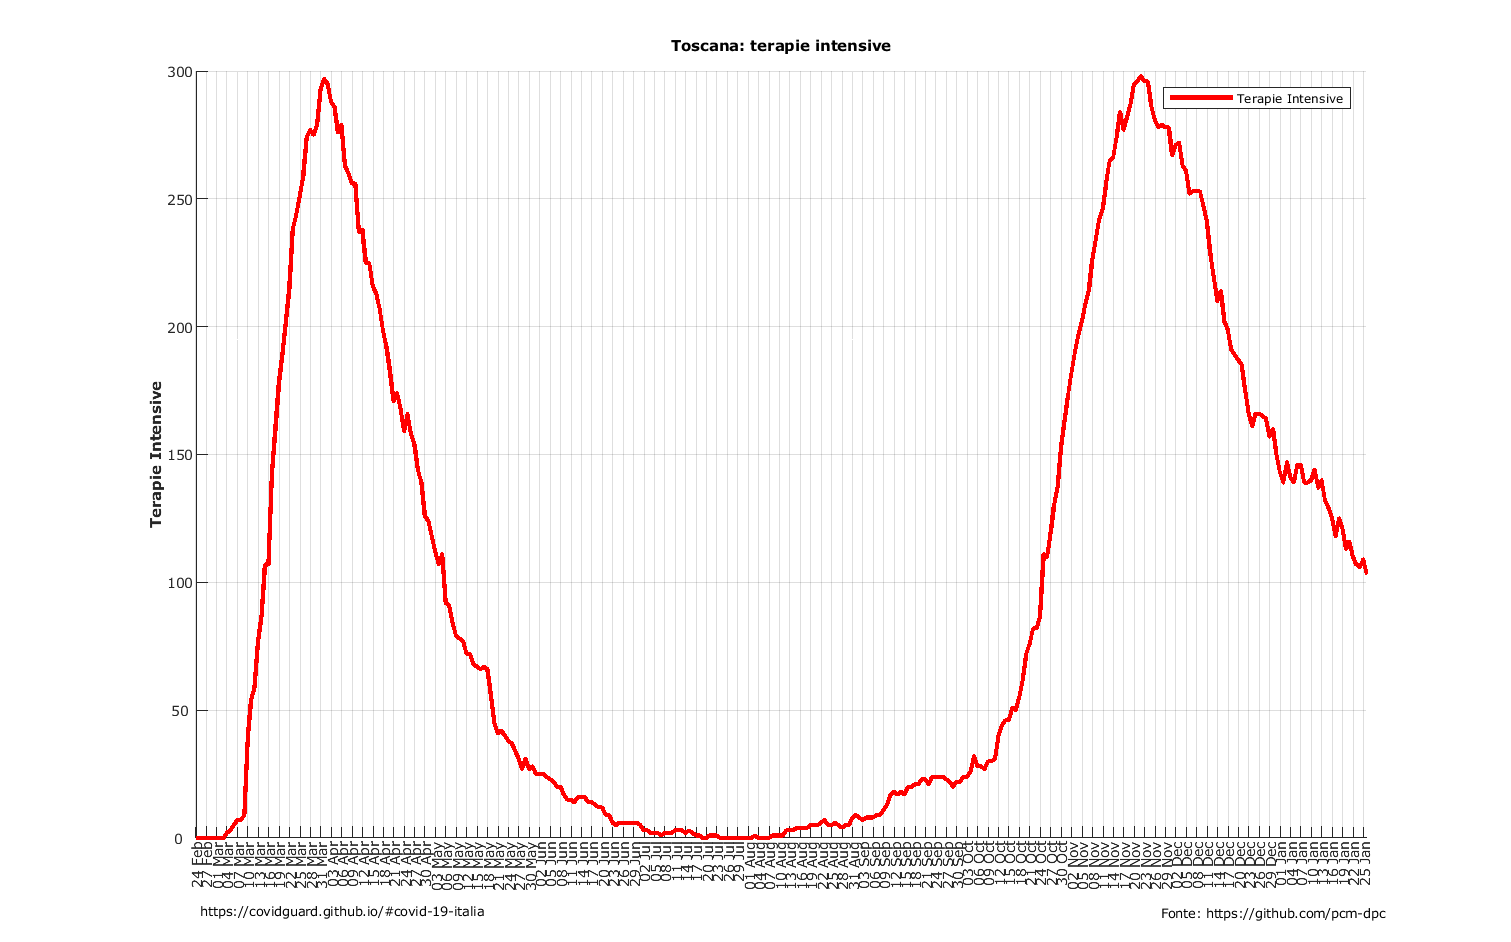 Toscana: terapie intensive
Terapie Intensive
300
250
200
150
100
50
0
Terapie Intensive
24 Feb
27 Feb
01 Mar
04 Mar
07 Mar
10 Mar
13 Mar
16 Mar
19 Mar
22 Mar
25 Mar
28 Mar
31 Mar
03 Apr
06 Apr
09 Apr
12 Apr
15 Apr
18 Apr
21 Apr
24 Apr
27 Apr
30 Apr
03 May
06 May
09 May
12 May
15 May
18 May
21 May
24 May
27 May
30 May
02 Jun
05 Jun
08 Jun
11 Jun
14 Jun
17 Jun
20 Jun
23 Jun
26 Jun
29 Jun
02 Jul
05 Jul
08 Jul
11 Jul
14 Jul
17 Jul
20 Jul
23 Jul
26 Jul
29 Jul
01 Aug
04 Aug
07 Aug
10 Aug
13 Aug
16 Aug
19 Aug
22 Aug
25 Aug
28 Aug
31 Aug
03 Sep
06 Sep
09 Sep
12 Sep
15 Sep
18 Sep
21 Sep
24 Sep
27 Sep
30 Sep
03 Oct
06 Oct
09 Oct
12 Oct
15 Oct
18 Oct
21 Oct
24 Oct
27 Oct
30 Oct
02 Nov
05 Nov
08 Nov
11 Nov
14 Nov
17 Nov
20 Nov
23 Nov
26 Nov
29 Nov
02 Dec
05 Dec
08 Dec
11 Dec
14 Dec
17 Dec
20 Dec
23 Dec
26 Dec
29 Dec
01 Jan
04 Jan
07 Jan
10 Jan
13 Jan
16 Jan
19 Jan
22 Jan
25 Jan
https://covidguard.github.io/#covid-19-italia
Fonte: https://github.com/pcm-dpc